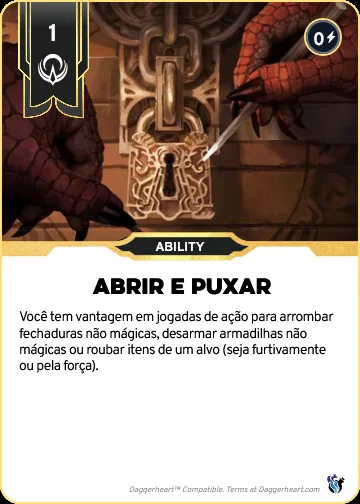 1
0
ABILITY
ABRIR E PUXAR
Você tem vantagem em jogadas de ação para arrombar
fechaduras não mágicas, desarmar armadilhas não
mágicas ou roubar itens de um alvo (seja furtivamente
ou pela força).
Daggerheart™ Compatible. Terms at Daggerheart.com